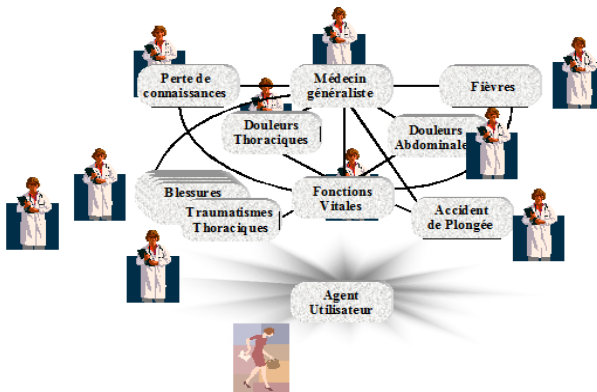 Perte de
connaissances
Médecin
généraliste
Fièvres
Douleurs
Thoraciques
Douleurs
Abdominale
Blessures
Traumatismes
Thoraciques
Fonctions
Vitales
Accident
de Plongée
Agent
Utilisateur